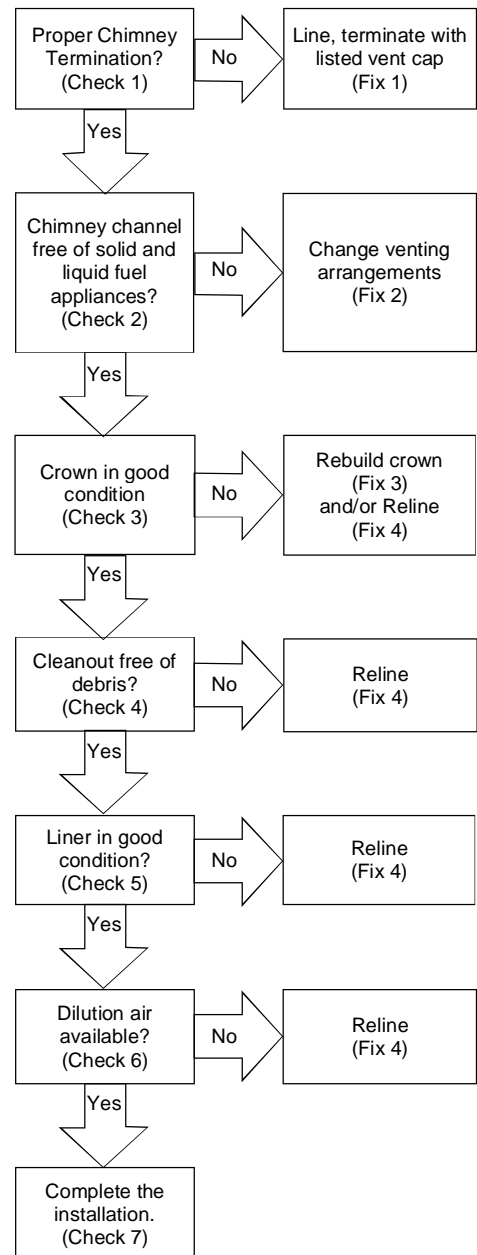 Proper Chimney
Termination?
(Check 1)
No
Line, terminate with
listed vent cap
(Fix 1)
Yes
Chimney channel
free of solid and
liquid fuel
appliances?
(Check 2)
No
Change venting
arrangements
(Fix 2)
Yes
Crown in good
condition
(Check 3)
No
Rebuild crown
(Fix 3)
and/or Reline
(Fix 4)
Yes
Cleanout free of
debris?
(Check 4)
No
Reline
(Fix 4)
Yes
Liner in good
condition?
(Check 5)
No
Reline
(Fix 4)
Yes
Dilution air
available?
(Check 6)
No
Reline
(Fix 4)
Yes
Complete the
installation.
(Check 7)